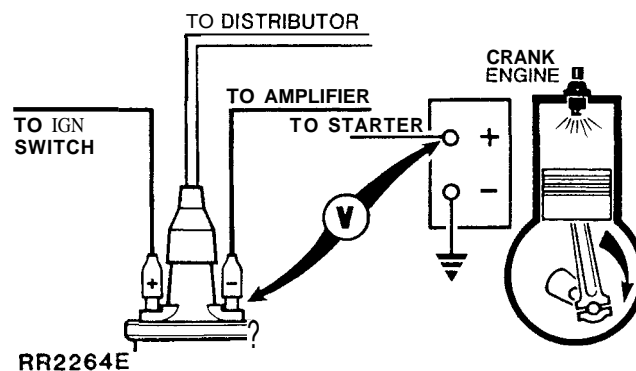 TO DISTRIBUTOR
CRANK
ENGINE
TO AMPLIFIER
TO STARTER
TO IGN
SWITCH
+
-
V
+
-
?
RR2264E